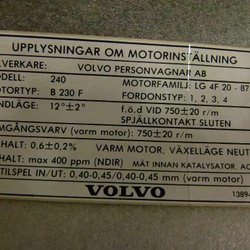 UPPLYSNINGAR OM MOTORINSTÄLLNING
VERKARE: VOLVO PERSONVAGNAR AB
DELL: 240 MOTORFAMILJ: LG 4F 20 - 87
OTORTYP: B 230 F FORDONSTYP: 1, 2, 3, 4
NDLÄGE: 12°±2° f.ö.d VID 750±20 r/m
SPJÄLLKONTAKT SLUTEN
MGÅNGSVARV (varm motor): 750±20 r/m
HALT: 0,6±0,2% VARM MOTOR, VÄXELLÄGE NEUT
HALT: max 400 ppm (NDIR) MÄT INNAN KATALYSATOR, AC
TILSPEL IN/UT: 0,40-0,45/0,40-0,45 mm (varm), 0,
VOLVO
1389